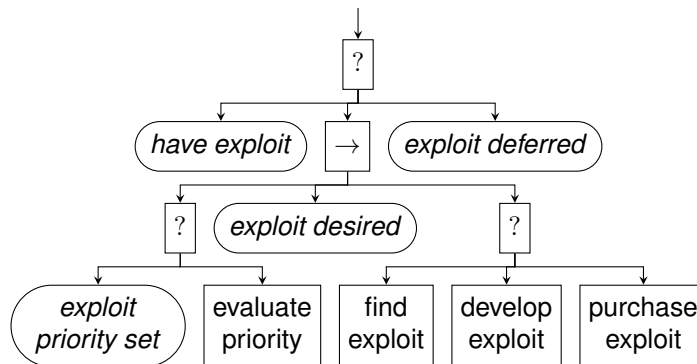 ?
have exploit
→
exploit deferred
?
exploit desired
?
exploit
priority set
evaluate
priority
find
exploit
develop
exploit
purchase
exploit